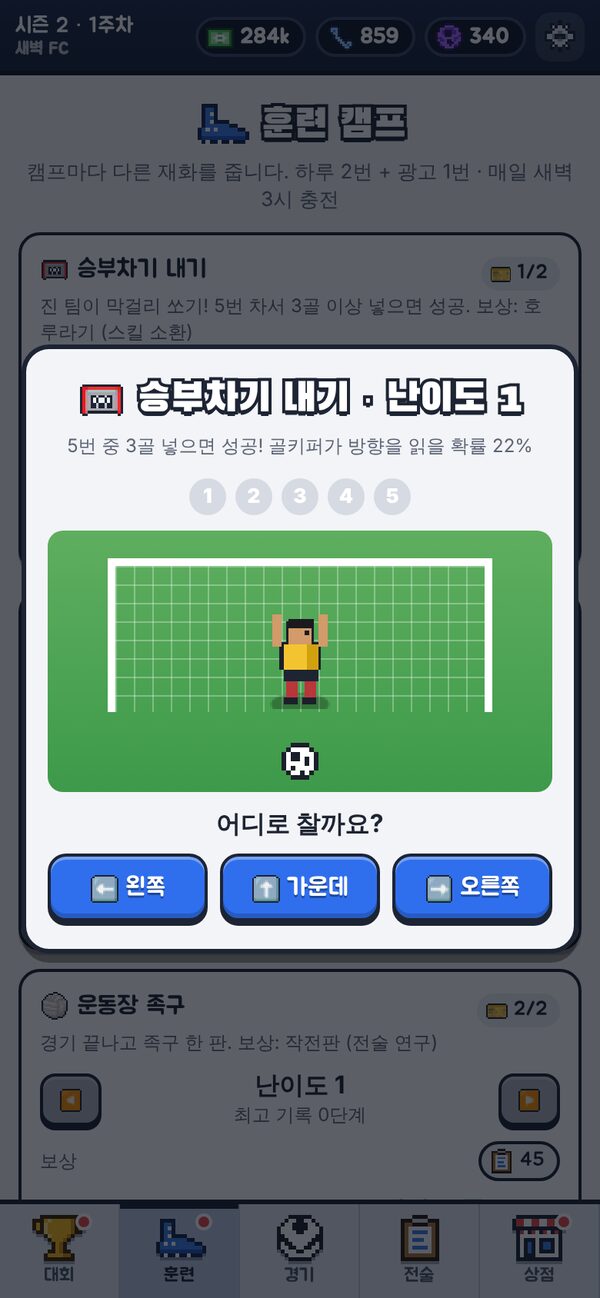 시즌 2 · 1주차
새벽 FC
284k
859
340
훈련 캠프
캠프마다 다른 재화를 줍니다. 하루 2번 + 광고 1번 · 매일 새벽
3시 충전
승부차기 내기
1/2
진 팀이 막걸리 쏘기! 5번 차서 3골 이상 넣으면 성공. 보상: 호
루라기 (스킬 소환)
승부차기 내기 · 난이도 1
5번 중 3골 넣으면 성공! 골키퍼가 방향을 읽을 확률 22%
1 2 3 4 5
어디로 찰까요?
왼쪽
가운데
오른쪽
운동장 족구
2/2
경기 끝나고 족구 한 판. 보상: 작전판 (전술 연구)
난이도 1
최고 기록 0단계
보상
45
대회
훈련
경기
전술
상점